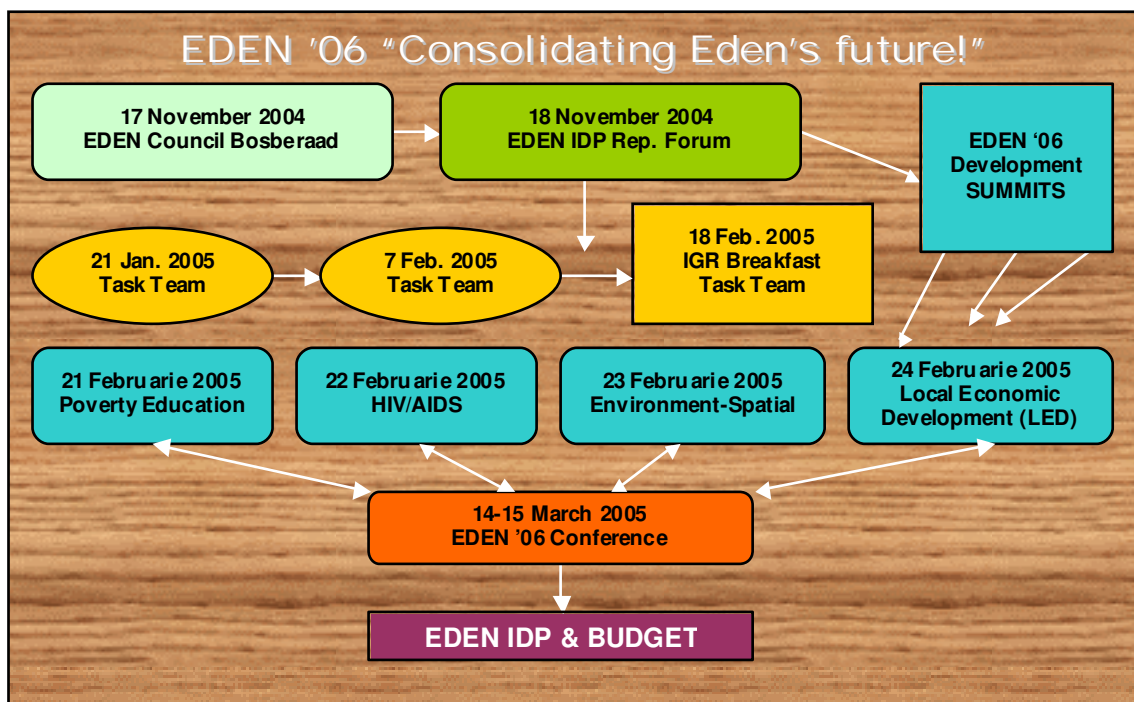 EDEN '06 “Consolidating Eden's future!”
17 November 2004
EDEN Council Bosberaad
18 November 2004
EDEN IDP Rep. Forum
EDEN ‘06
Development
SUMMITS
21 Jan. 2005
Task Team
7 Feb. 2005
Task Team
18 Feb. 2005
IGR Breakfast
Task Team
21 Februarie 2005
Poverty Education
22 Februarie 2005
HIV/AIDS
23 Februarie 2005
Environment-Spatial
24 Februarie 2005
Local Economic
Development (LED)
14-15 March 2005
EDEN ’06 Conference
EDEN IDP & BUDGET